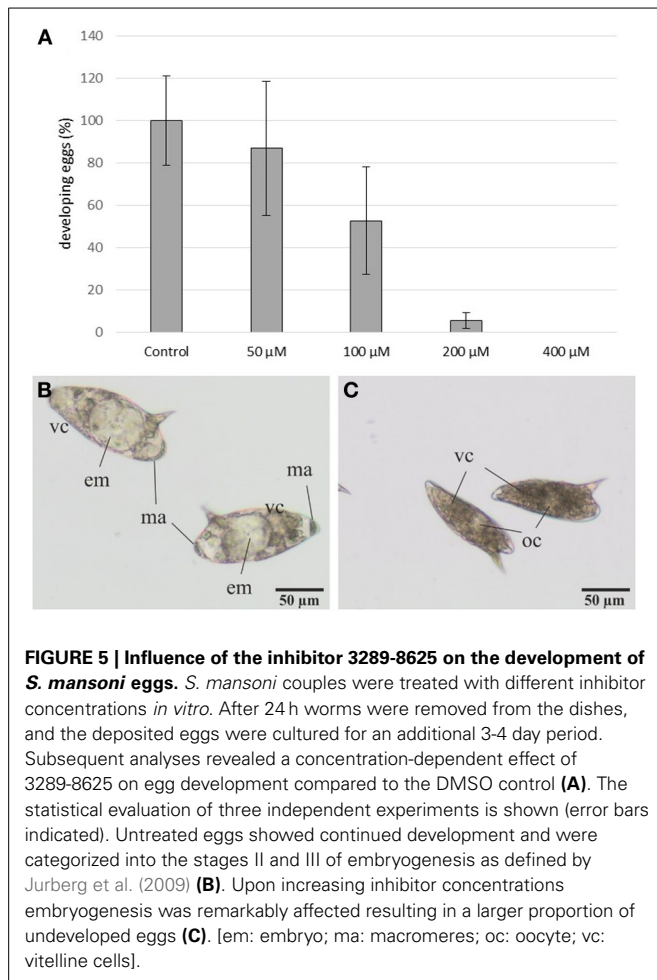 A
140
120
100
80
60
40
20
0
developing eggs (%)
Control 50 µM 100 µM 200 µM 400 µM
B
vc
em
ma
ma
vc
em
50 µm
C
vc
oc
50 µm
FIGURE 5 | Influence of the inhibitor 3289-8625 on the development of
S. mansoni eggs. S. mansoni couples were treated with different inhibitor
concentrations in vitro. After 24 h worms were removed from the dishes,
and the deposited eggs were cultured for an additional 3-4 day period.
Subsequent analyses revealed a concentration-dependent effect of
3289-8625 on egg development compared to the DMSO control (A). The
statistical evaluation of three independent experiments is shown (error bars
indicated). Untreated eggs showed continued development and were
categorized into the stages II and III of embryogenesis as defined by
Jurberg et al. (2009) (B). Upon increasing inhibitor concentrations
embryogenesis was remarkably affected resulting in a larger proportion of
undeveloped eggs (C). [em: embryo; ma: macromeres; oc: oocyte; vc:
vitelline cells].